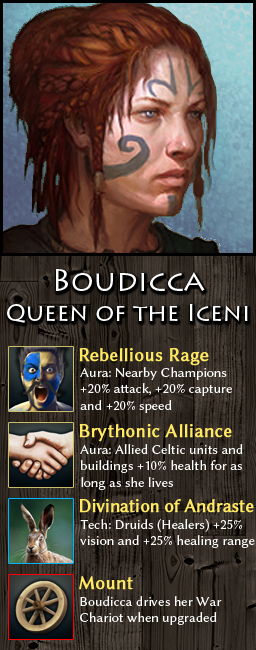 Boudicca
Queen of the Iceni
Rebellious Rage
Aura: Nearby Champions
+20% attack, +20% capture
and +20% speed
Brythonic Alliance
Aura: Allied Celtic units and
buildings +10% health for as
long as she lives
Divination of Andraste
Tech: Druids (Healers) +25%
vision and +25% healing range
Mount
Boudicca drives her War
Chariot when upgraded